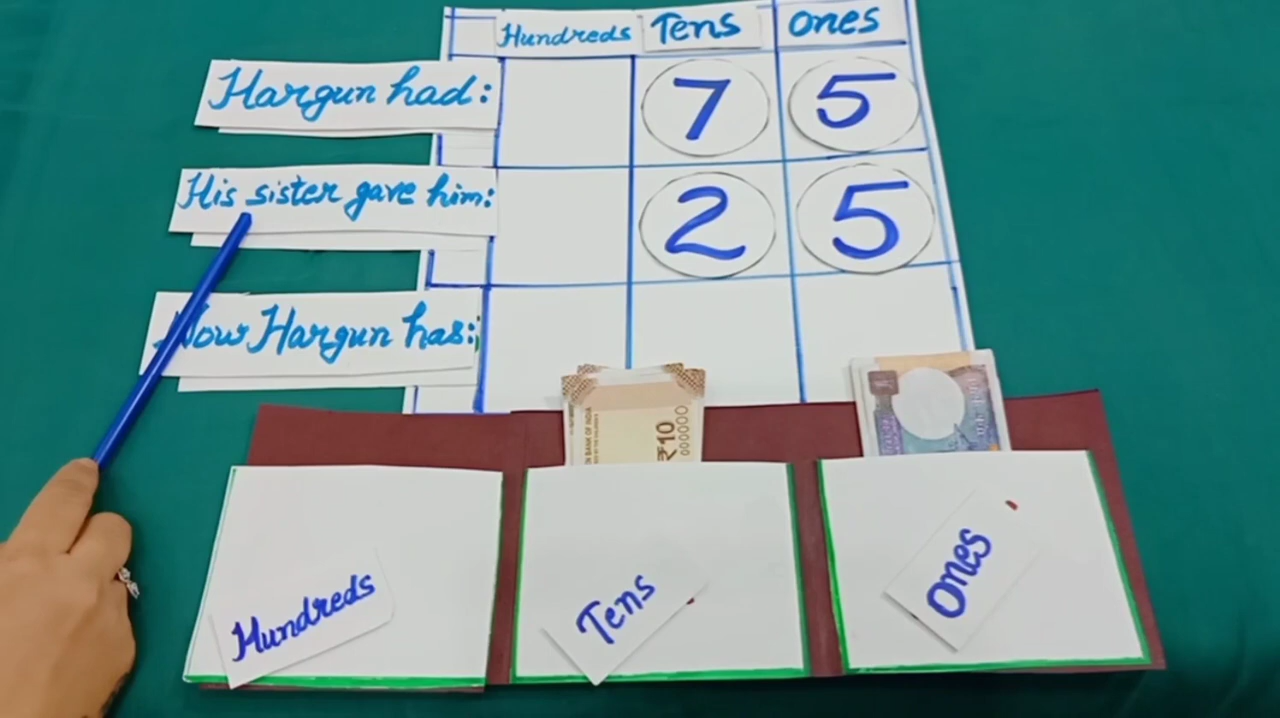 Hundreds Tens Ones
Hargun had: 7 5
His sister gave him: 2 5
Now Hargun has:
₹10
000000
Hundreds Tens Ones